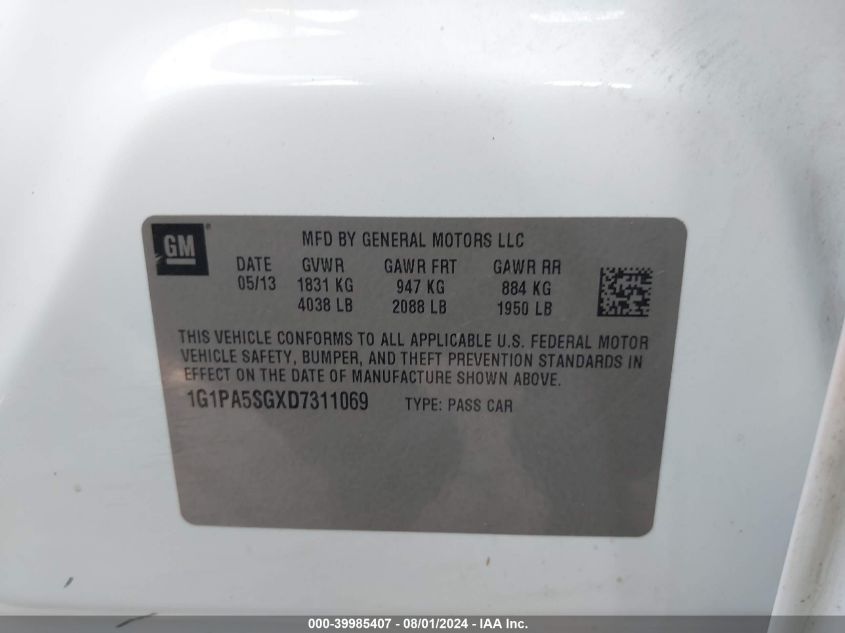 GM
MFD BY GENERAL MOTORS LLC
DATE GVWR GAWR FRT GAWR RR
05/13 1831 KG 947 KG 884 KG
4038 LB 2088 LB 1950 LB
THIS VEHICLE CONFORMS TO ALL APPLICABLE U.S. FEDERAL MOTOR
VEHICLE SAFETY, BUMPER, AND THEFT PREVENTION STANDARDS IN
EFFECT ON THE DATE OF MANUFACTURE SHOWN ABOVE.
1G1PA5SGXD7311069 TYPE: PASS CAR
000-39985407 - 08/01/2024 - IAA Inc.